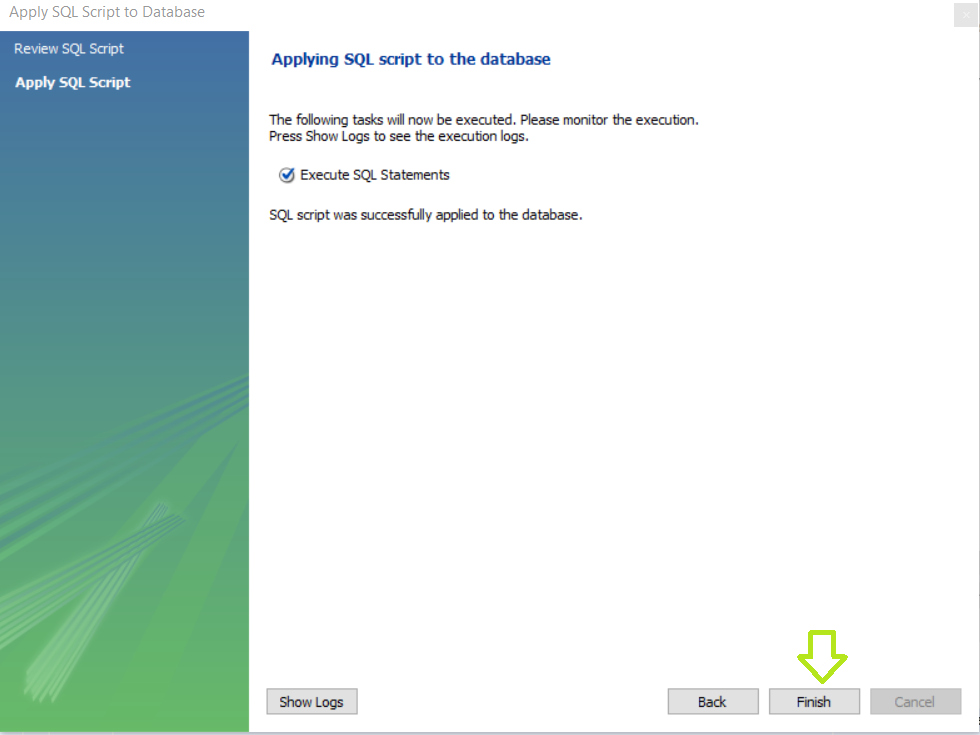 Apply SQL Script to Database
Review SQL Script
Apply SQL Script
Applying SQL script to the database
The following tasks will now be executed. Please monitor the execution.
Press Show Logs to see the execution logs.
Execute SQL Statements
SQL script was successfully applied to the database.
Show Logs
Back
Finish
Cancel